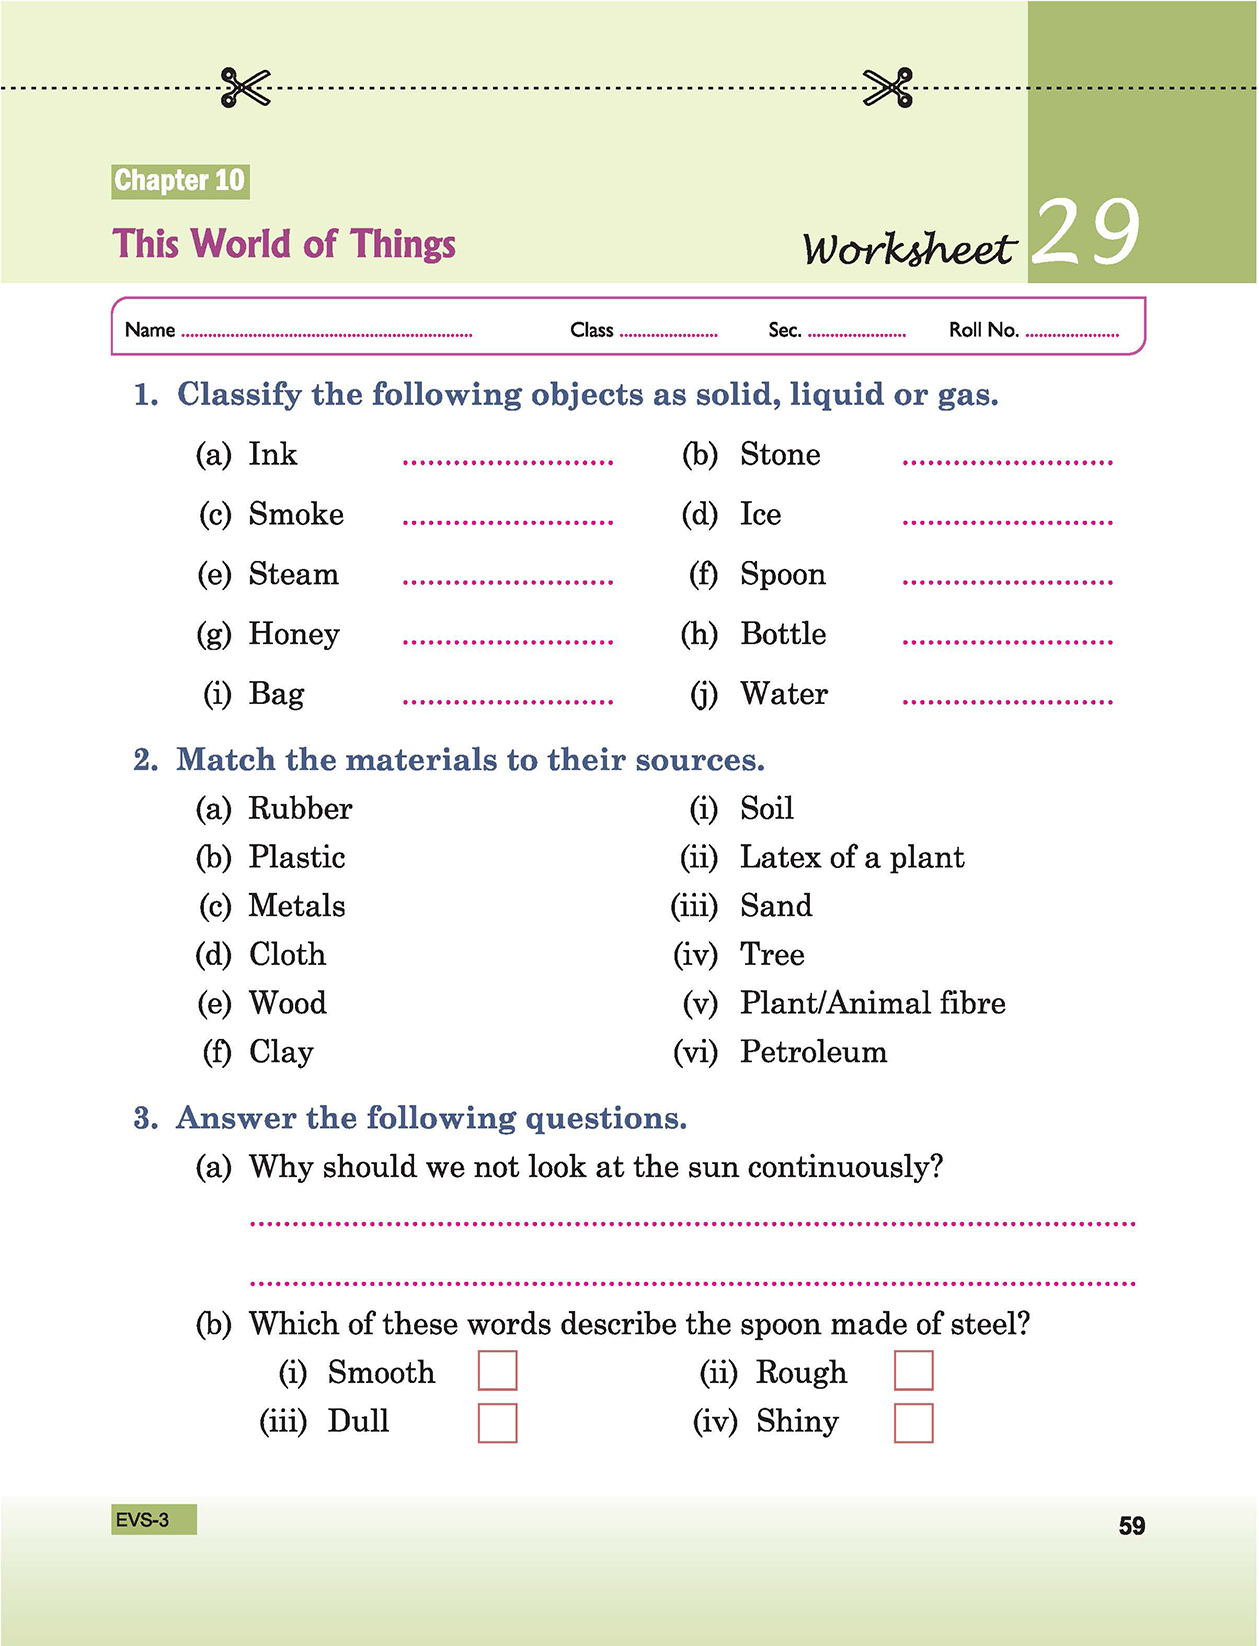 Chapter 10
This World of Things
Worksheet 29
Name ........................ Class ........................ Sec. ........................ Roll No. ........................
1. Classify the following objects as solid, liquid or gas.
(a) Ink ........................ (b) Stone ........................
(c) Smoke ........................ (d) Ice ........................
(e) Steam ........................ (f) Spoon ........................
(g) Honey ........................ (h) Bottle ........................
(i) Bag ........................ (j) Water ........................
2. Match the materials to their sources.
(a) Rubber (i) Soil
(b) Plastic (ii) Latex of a plant
(c) Metals (iii) Sand
(d) Cloth (iv) Tree
(e) Wood (v) Plant/Animal fibre
(f) Clay (vi) Petroleum
3. Answer the following questions.
(a) Why should we not look at the sun continuously?
(b) Which of these words describe the spoon made of steel?
(i) Smooth (ii) Rough
(iii) Dull (iv) Shiny
EVS-3
59